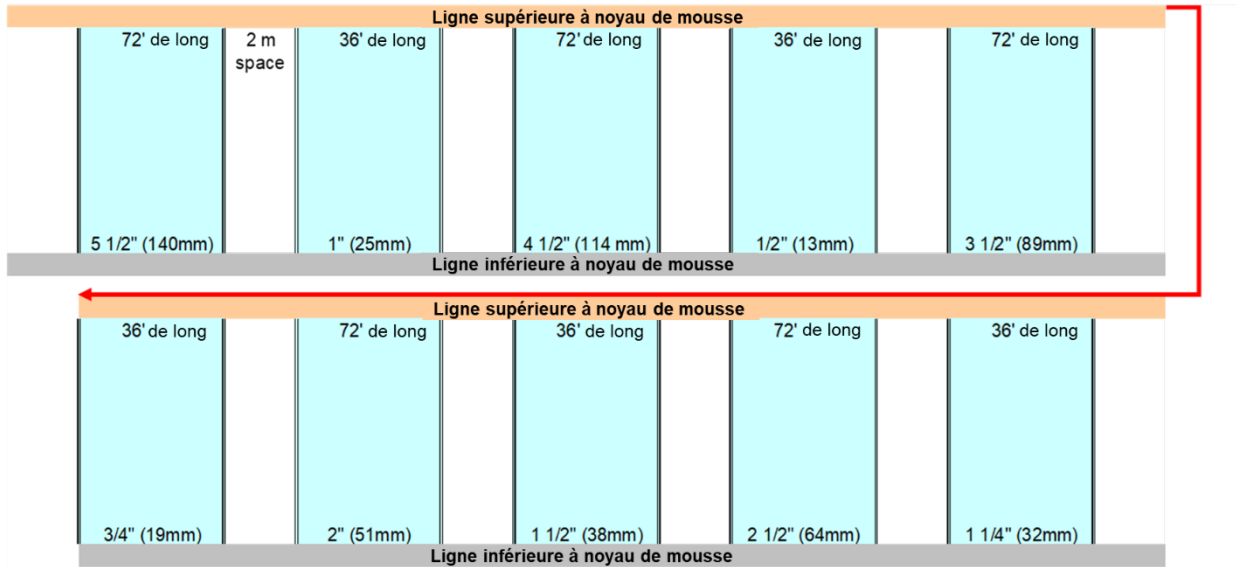 Ligne supérieure à noyau de mousse
72' de long
2 m
space
36' de long
72' de long
36' de long
72' de long
5 1/2" (140mm)
1" (25mm)
4 1/2" (114 mm)
1/2" (13mm)
3 1/2" (89mm)
Ligne inférieure à noyau de mousse
Ligne supérieure à noyau de mousse
36' de long
72' de long
36' de long
72' de long
36' de long
3/4" (19mm)
2" (51mm)
1 1/2" (38mm)
2 1/2" (64mm)
1 1/4" (32mm)
Ligne inférieure à noyau de mousse